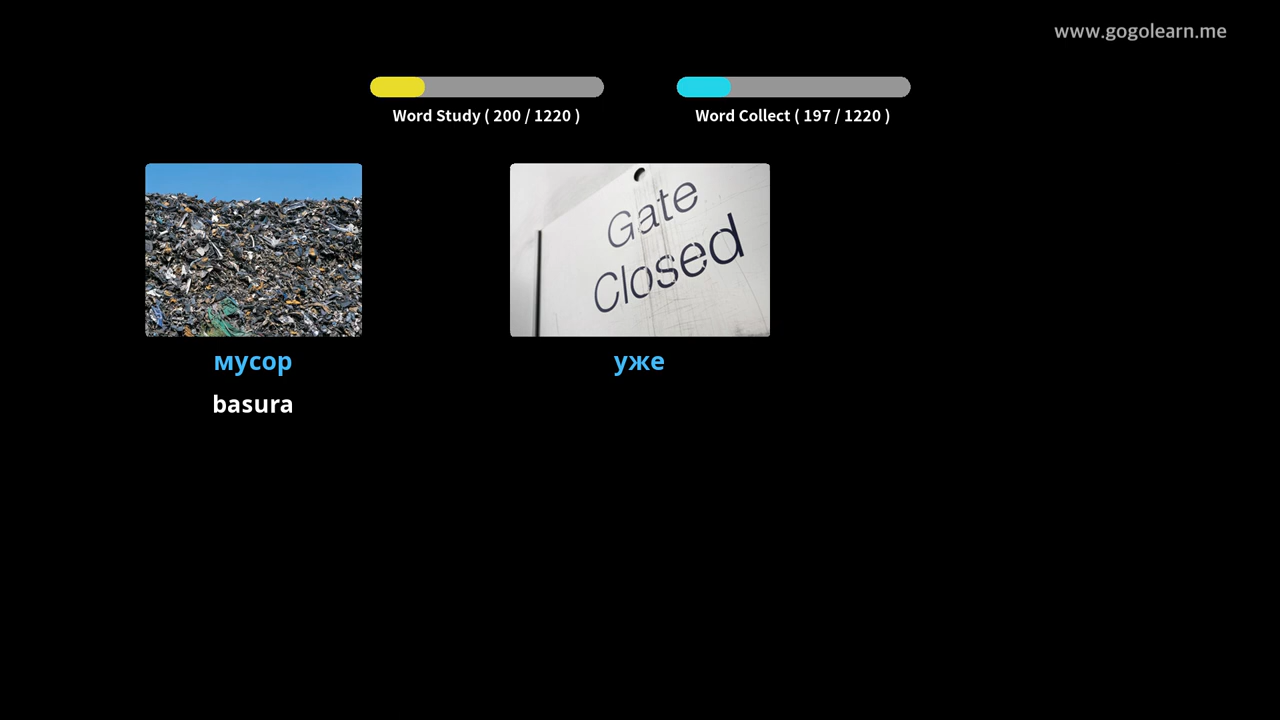 www.gogolearn.me
Word Study ( 200 / 1220 )
Word Collect ( 197 / 1220 )
Gate
Closed
мусор
уже
basura